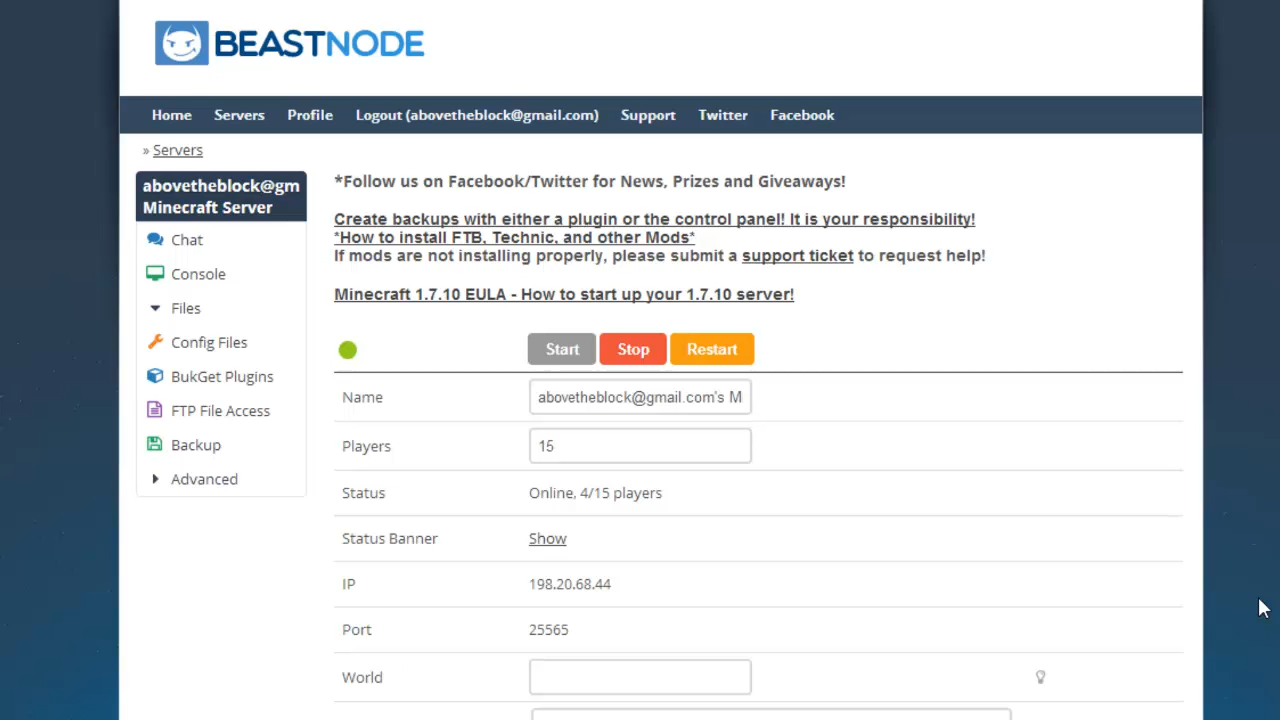 BEASTNODE
Home Servers Profile Logout (abovetheblock@gmail.com) Support Twitter Facebook
» Servers
abovetheblock@gm
Minecraft Server
Chat
Console
Files
Config Files
BukGet Plugins
FTP File Access
Backup
Advanced
*Follow us on Facebook/Twitter for News, Prizes and Giveaways!
Create backups with either a plugin or the control panel! It is your responsibility!
*How to install FTB, Technic, and other Mods*
If mods are not installing properly, please submit a support ticket to request help!
Minecraft 1.7.10 EULA - How to start up your 1.7.10 server!
Start Stop Restart
Name abovetheblock@gmail.com's M
Players 15
Status Online, 4/15 players
Status Banner Show
IP 198.20.68.44
Port 25565
World